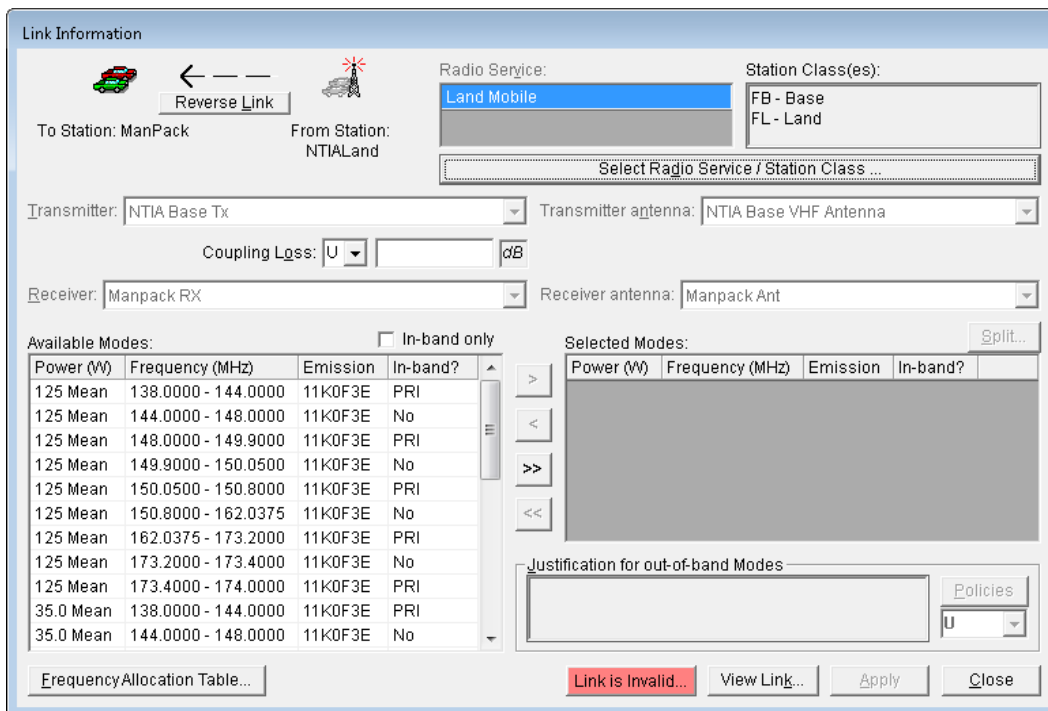 Link Information
Reverse Link
To Station: ManPack
From Station:
NTIALand
Radio Service:
Land Mobile
Station Class(es):
FB - Base
FL - Land
Select Radio Service / Station Class ...
Transmitter: NTIA Base Tx
Transmitter antenna: NTIA Base VHF Antenna
Coupling Loss: U dB
Receiver: Manpack RX
Receiver antenna: Manpack Ant
Available Modes: In-band only
Power (W) Frequency (MHz) Emission In-band?
125 Mean 138.0000 - 144.0000 11K0F3E PRI
125 Mean 144.0000 - 148.0000 11K0F3E No
125 Mean 148.0000 - 149.9000 11K0F3E PRI
125 Mean 149.9000 - 150.0500 11K0F3E No
125 Mean 150.0500 - 150.8000 11K0F3E PRI
125 Mean 150.8000 - 162.0375 11K0F3E No
125 Mean 162.0375 - 173.2000 11K0F3E PRI
125 Mean 173.2000 - 173.4000 11K0F3E No
125 Mean 173.4000 - 174.0000 11K0F3E PRI
35.0 Mean 138.0000 - 144.0000 11K0F3E PRI
35.0 Mean 144.0000 - 148.0000 11K0F3E No
>
<
>>
<<
Selected Modes: Split...
Power (W) Frequency (MHz) Emission In-band?
Justification for out-of-band Modes
Policies
U
Frequency Allocation Table...
Link is Invalid...
View Link...
Apply
Close